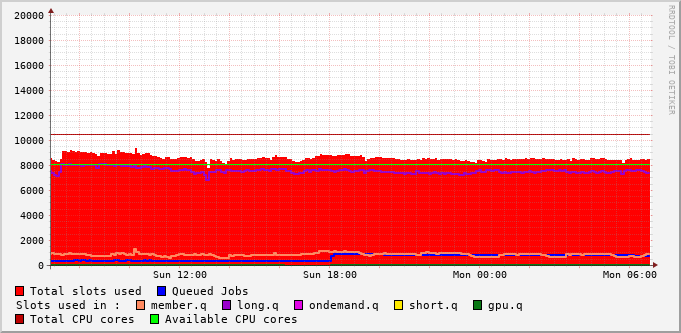 RRDTOOL / TOBI OETIKER
20000
18000
16000
14000
12000
10000
8000
6000
4000
2000
0
Sun 12:00 Sun 18:00 Mon 00:00 Mon 06:00
Total slots used Queued Jobs
Slots used in : member.q long.q ondemand.q short.q gpu.q
Total CPU cores Available CPU cores